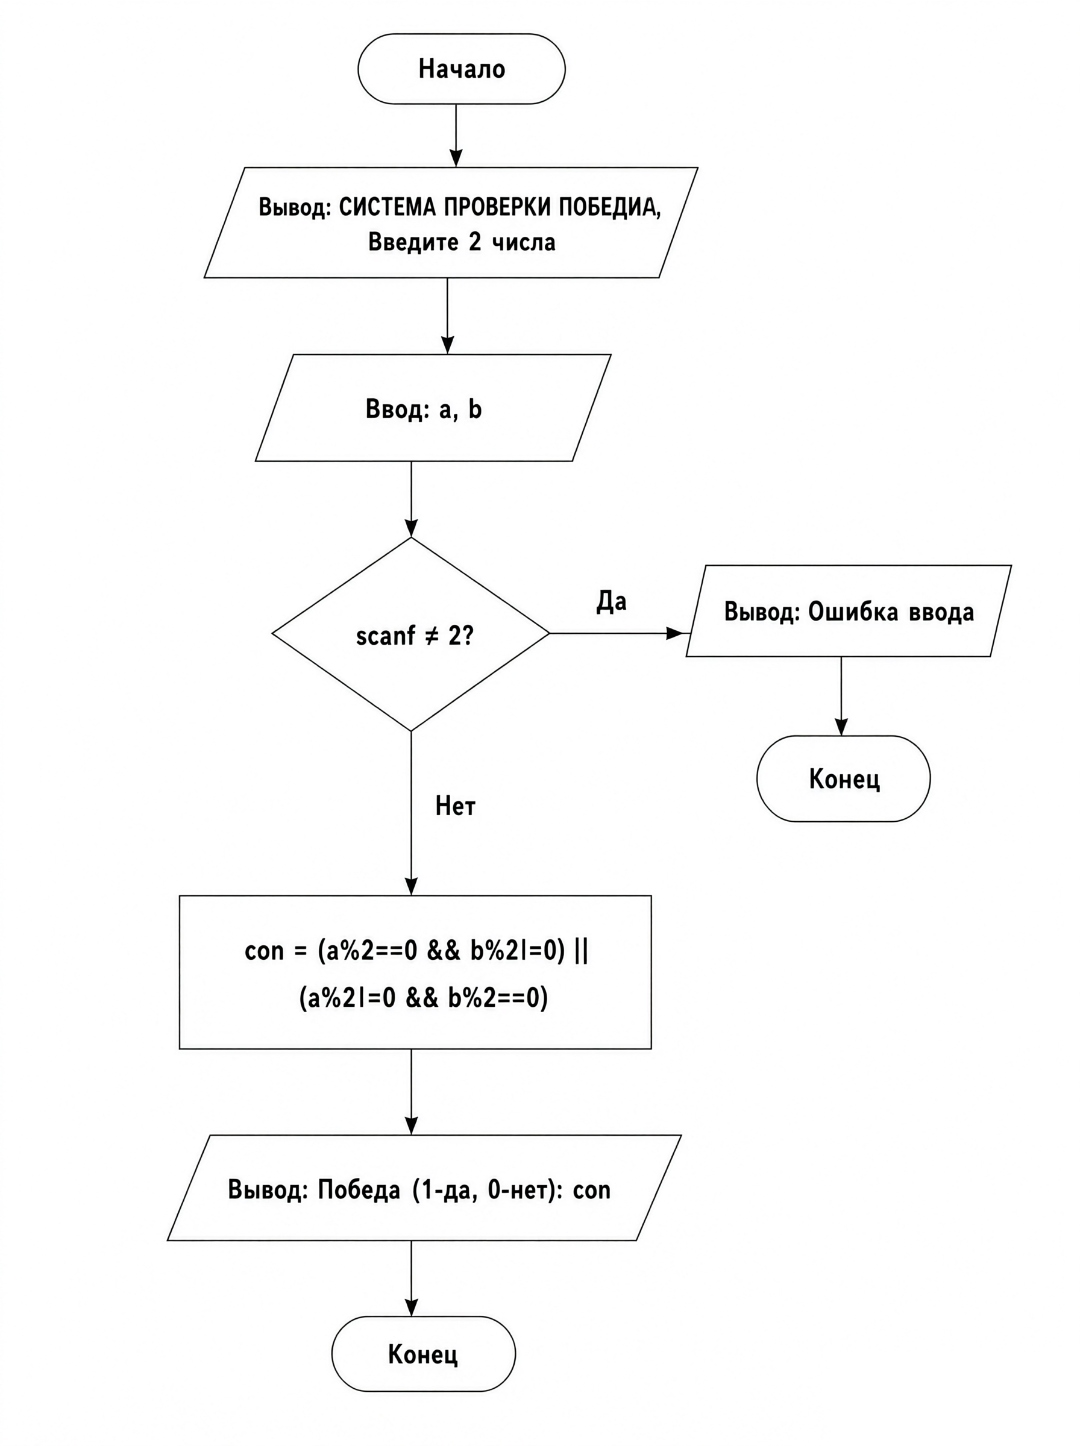 Начало
Вывод: СИСТЕМА ПРОВЕРКИ ПОБЕДИА,
Введите 2 числа
Ввод: a, b
scanf ≠ 2?
Да
Вывод: Ошибка ввода
Конец
Нет
con = (a%2==0 && b%2|=0) ||
(a%2|=0 && b%2==0)
Вывод: Победа (1-да, 0-нет): con
Конец